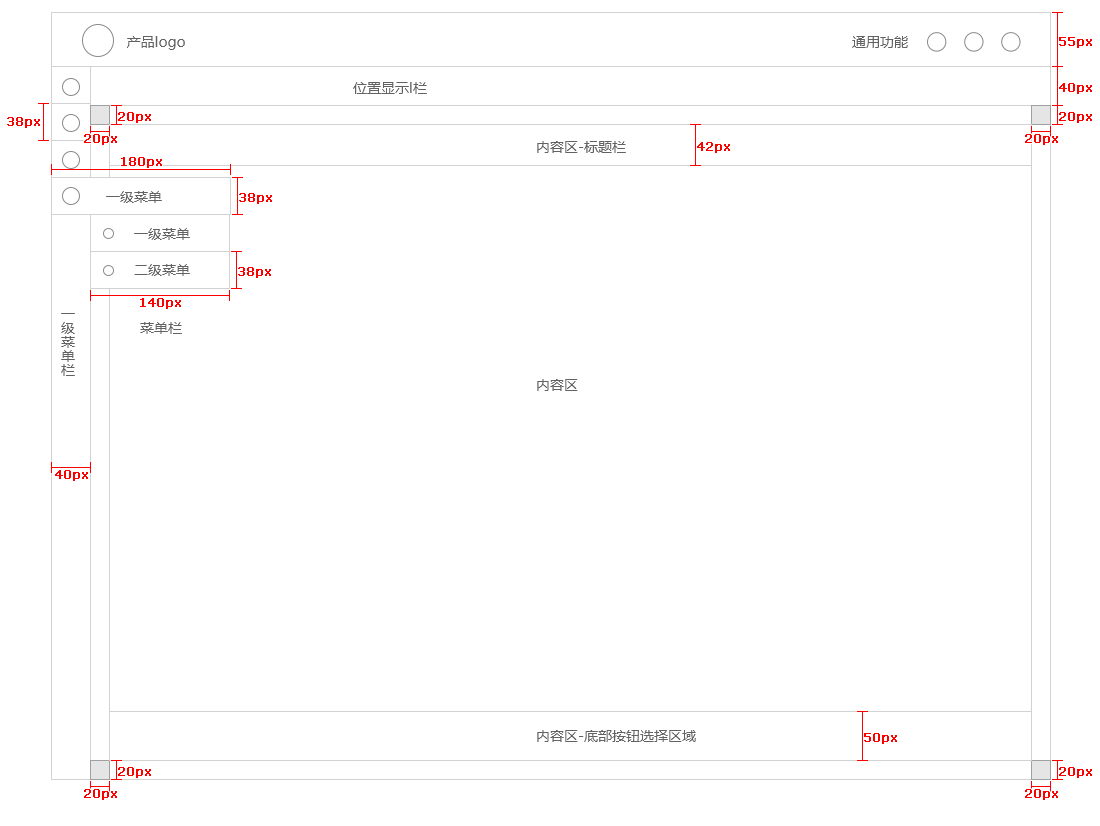 产品logo
通用功能
55px
位置显示l栏
40px
20px
20px
38px
20px
20px
内容区-标题栏
42px
180px
一级菜单
38px
一级菜单
二级菜单
38px
140px
一级菜单栏
菜单栏
内容区
40px
内容区-底部按钮选择区域
50px
20px
20px
20px
20px